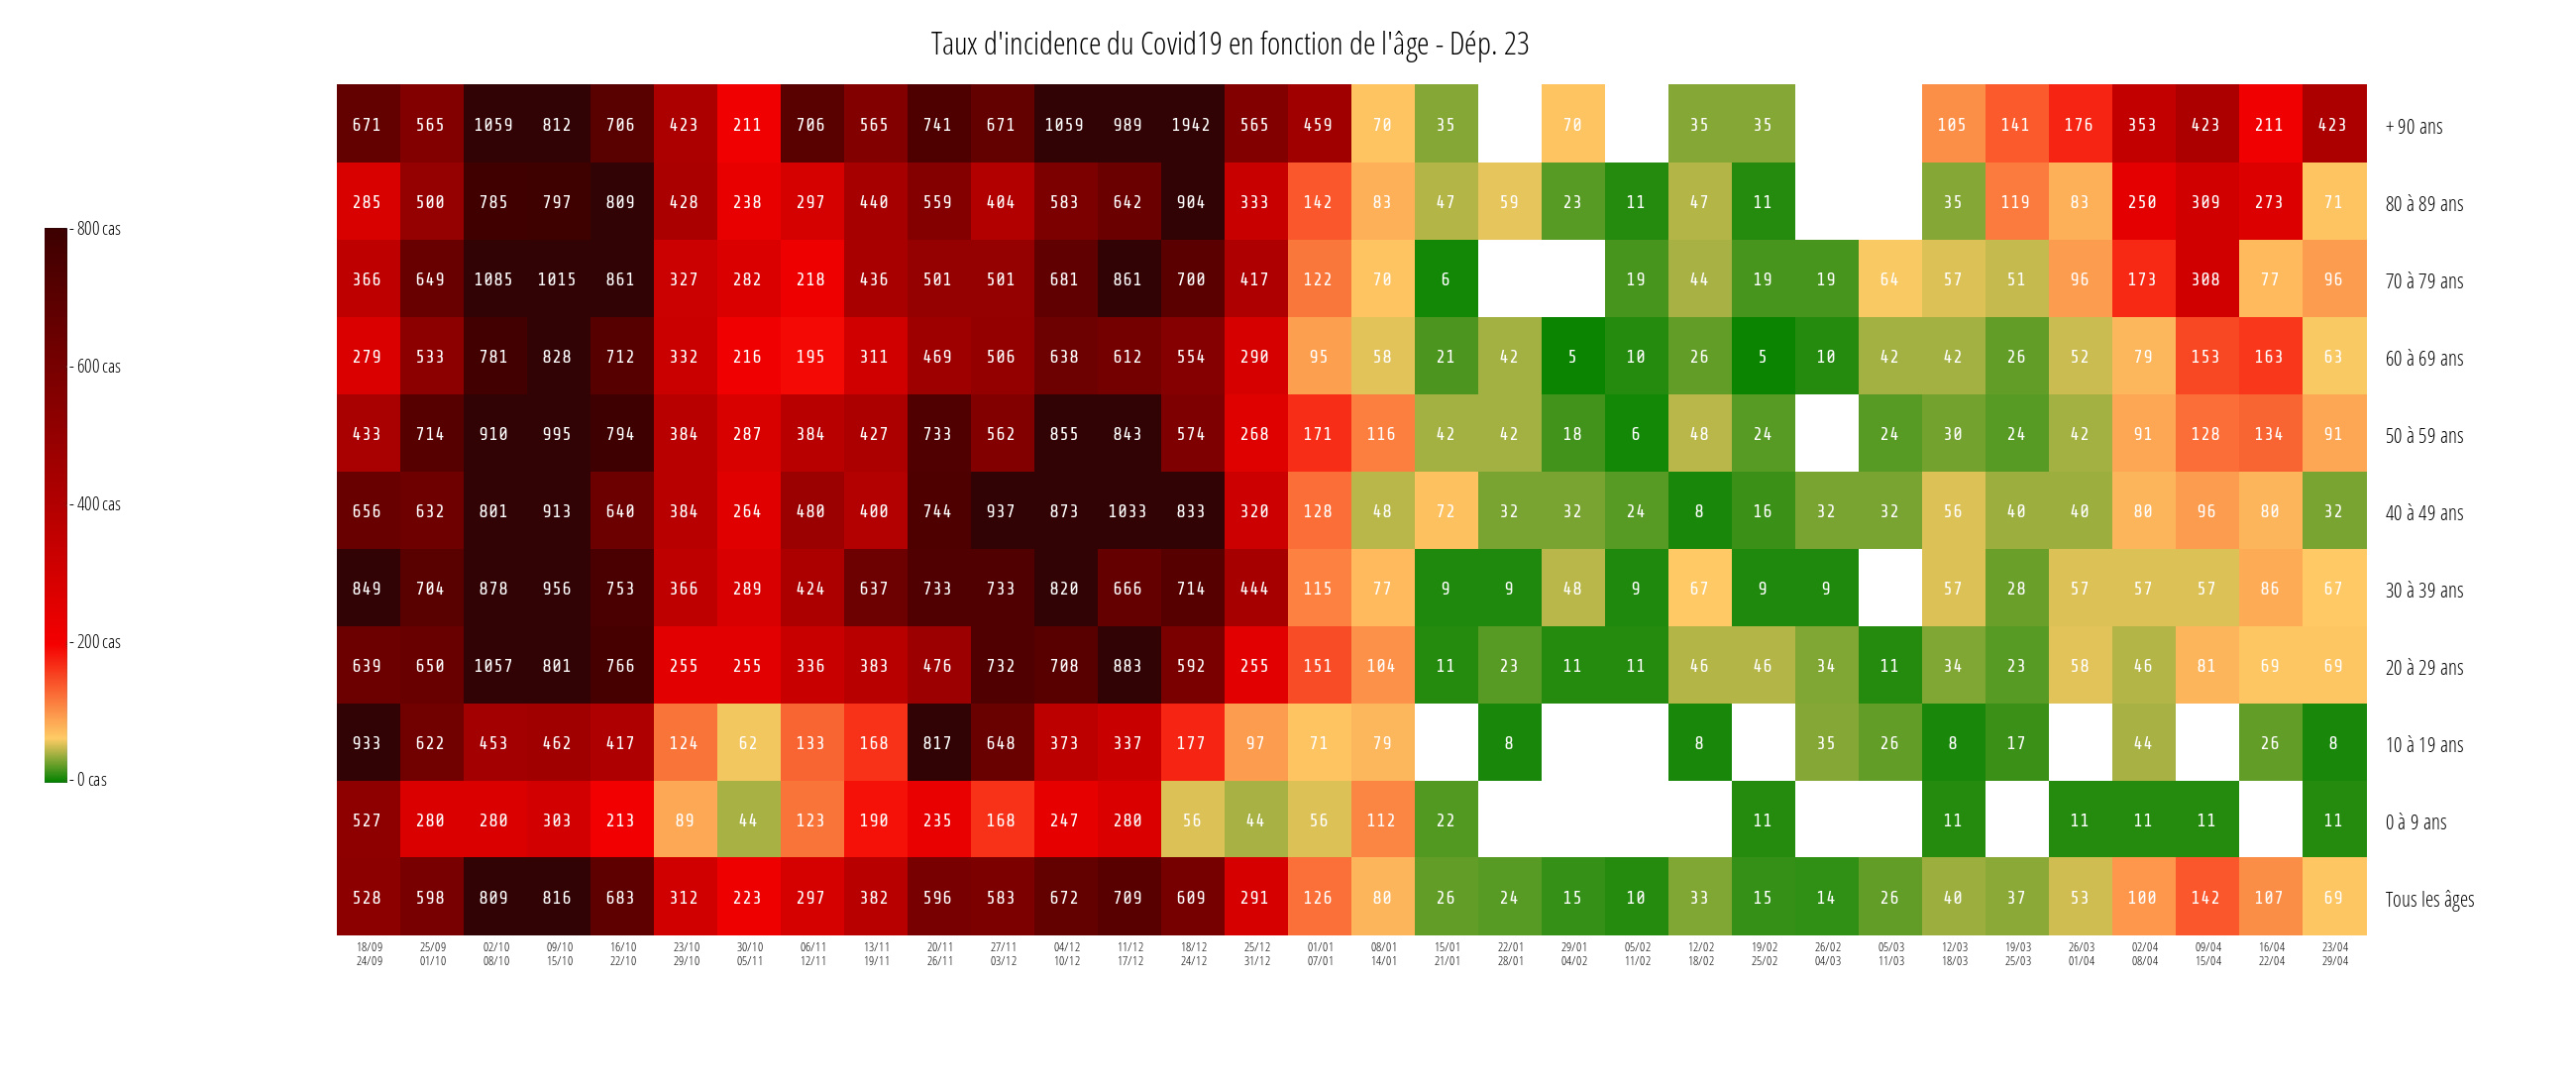 Taux d'incidence du Covid19 en fonction de l'âge - Dép. 23
671 565 1059 812 706 423 211 706 565 741 671 1059 989 1942 565 459 70 35 70 35 35 105 141 176 353 423 211 423 + 90 ans
285 500 785 797 809 428 238 297 440 559 404 583 642 904 333 142 83 47 59 23 11 47 11 35 119 83 250 309 273 71 80 à 89 ans
- 800 cas
366 649 1085 1015 861 327 282 218 436 501 501 681 861 700 417 122 70 6 19 44 19 19 64 57 51 96 173 308 77 96 70 à 79 ans
279 533 781 828 712 332 216 195 311 469 506 638 612 554 290 95 58 21 42 5 10 26 5 10 42 42 26 52 79 153 163 63 60 à 69 ans
- 600 cas
433 714 910 995 794 384 287 384 427 733 562 855 843 574 268 171 116 42 42 18 6 48 24 24 30 24 42 91 128 134 91 50 à 59 ans
- 400 cas
656 632 801 913 640 384 264 480 400 744 937 873 1033 833 320 128 48 72 32 32 24 8 16 32 32 56 40 40 80 96 80 32 40 à 49 ans
849 704 878 956 753 366 289 424 637 733 733 820 666 714 444 115 77 9 9 48 9 67 9 9 57 28 57 57 57 86 67 30 à 39 ans
- 200 cas
639 650 1057 801 766 255 255 336 383 476 732 708 883 592 255 151 104 11 23 11 11 46 46 34 11 34 23 58 46 81 69 69 20 à 29 ans
933 622 453 462 417 124 62 133 168 817 648 373 337 177 97 71 79 8 8 35 26 8 17 44 26 8 10 à 19 ans
- 0 cas
527 280 280 303 213 89 44 123 190 235 168 247 280 56 44 56 112 22 11 11 11 11 11 11 0 à 9 ans
528 598 809 816 683 312 223 297 382 596 583 672 709 609 291 126 80 26 24 15 10 33 15 14 26 40 37 53 100 142 107 69 Tous les âges
18/09 25/09 02/10 09/10 16/10 23/10 30/10 06/11 13/11 20/11 27/11 04/12 11/12 18/12 25/12 01/01 08/01 15/01 22/01 29/01 05/02 12/02 19/02 26/02 05/03 12/03 19/03 26/03 02/04 09/04 16/04 23/04
24/09 01/10 08/10 15/10 22/10 29/10 05/11 12/11 19/11 26/11 03/12 10/12 17/12 24/12 31/12 07/01 14/01 21/01 28/01 04/02 11/02 18/02 25/02 04/03 11/03 18/03 25/03 01/04 08/04 15/04 22/04 29/04